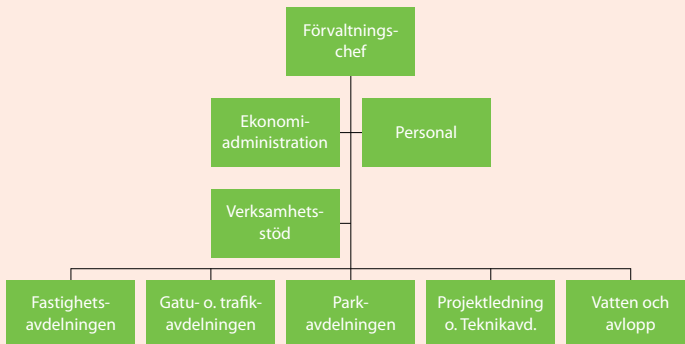 Förvaltnings-
chef
Ekonomi-
administration
Personal
Verksamhets-
stöd
Fastighets-
avdelningen
Gatu- o. trafik-
avdelningen
Park-
avdelningen
Projektledning
o. Teknikavd.
Vatten och
avlopp